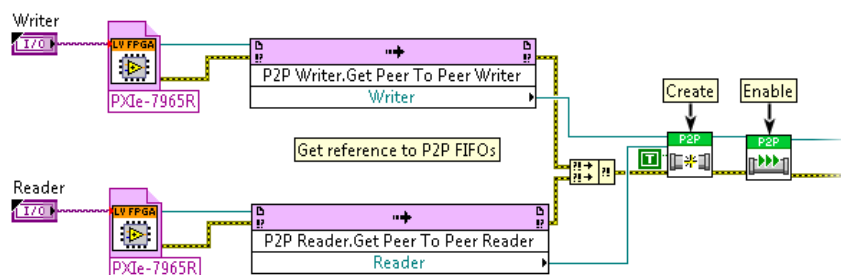 Writer
I/O
LV FPGA
PXIe-7965R
P2P Writer.Get Peer To Peer Writer
Writer
Create
Enable
P2P
P2P
T
Get reference to P2P FIFOs
Reader
I/O
LV FPGA
PXIe-7965R
P2P Reader.Get Peer To Peer Reader
Reader